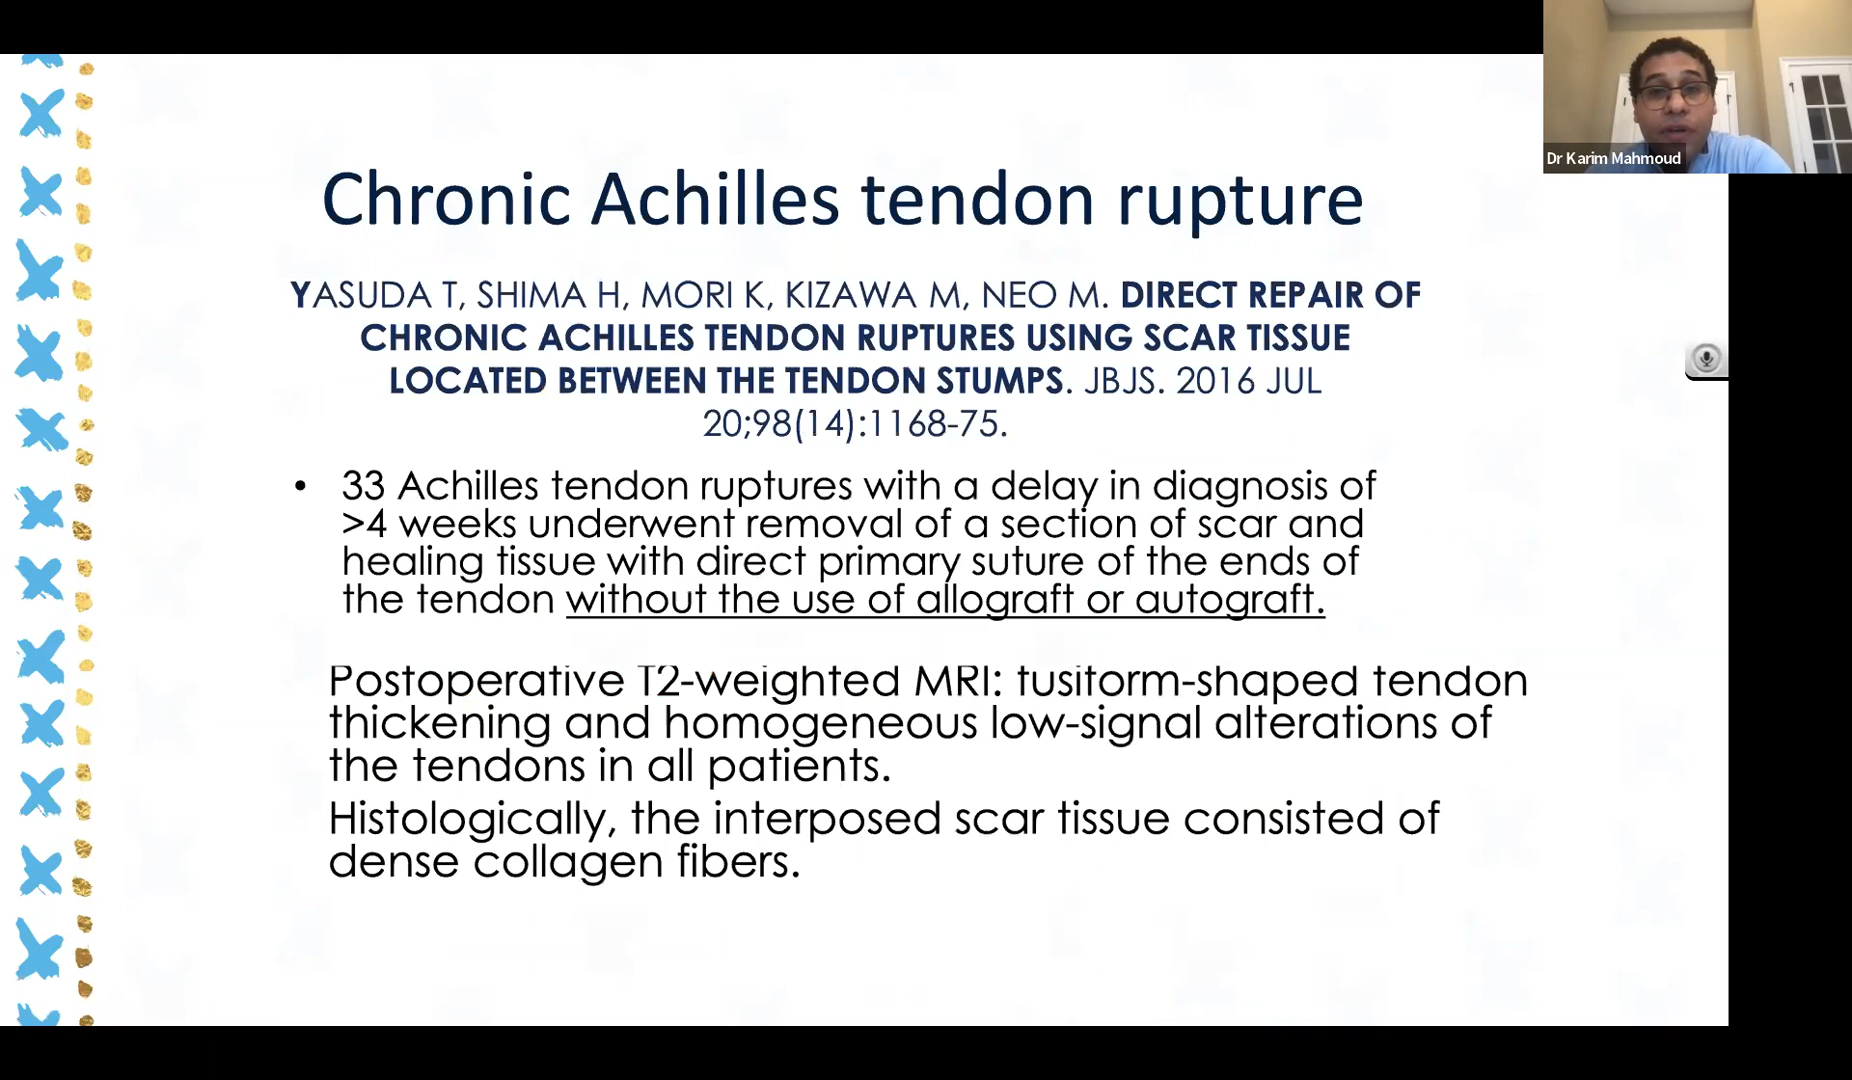 Dr Karim Mahmoud
Chronic Achilles tendon rupture
YASUDA T, SHIMA H, MORI K, KIZAWA M, NEO M. DIRECT REPAIR OF
CHRONIC ACHILLES TENDON RUPTURES USING SCAR TISSUE
LOCATED BETWEEN THE TENDON STUMPS. JBJS. 2016 JUL
20;98(14):1168-75.
• 33 Achilles tendon ruptures with a delay in diagnosis of
>4 weeks underwent removal of a section of scar and
healing tissue with direct primary suture of the ends of
the tendon without the use of allograft or autograft.
Postoperative T2-weighted MRI: fusiform-shaped tendon
thickening and homogeneous low-signal alterations of
the tendons in all patients.
Histologically, the interposed scar tissue consisted of
dense collagen fibers.